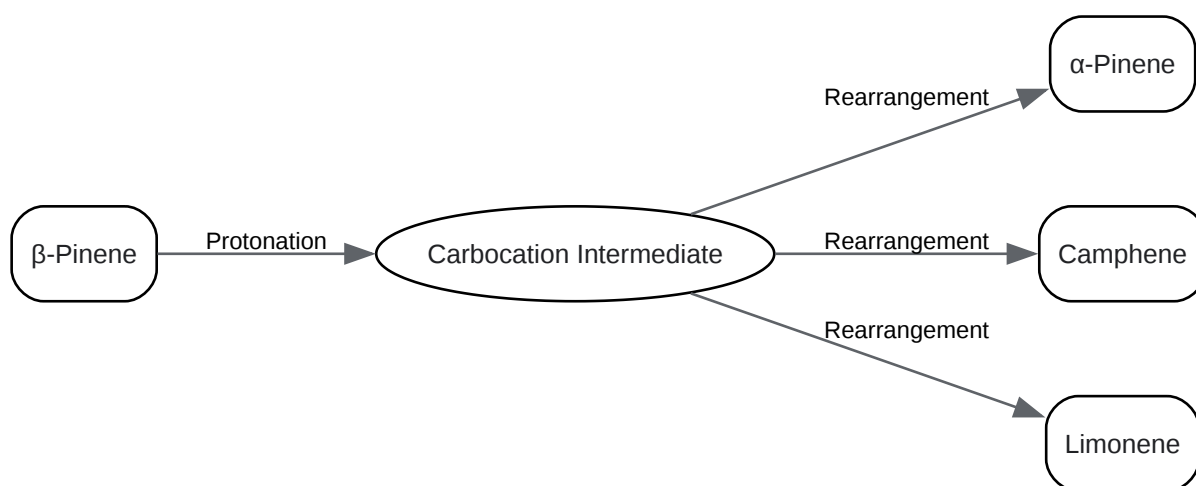 α-Pinene
Rearrangement
β-Pinene
Protonation
Carbocation Intermediate
Rearrangement
Camphene
Rearrangement
Limonene